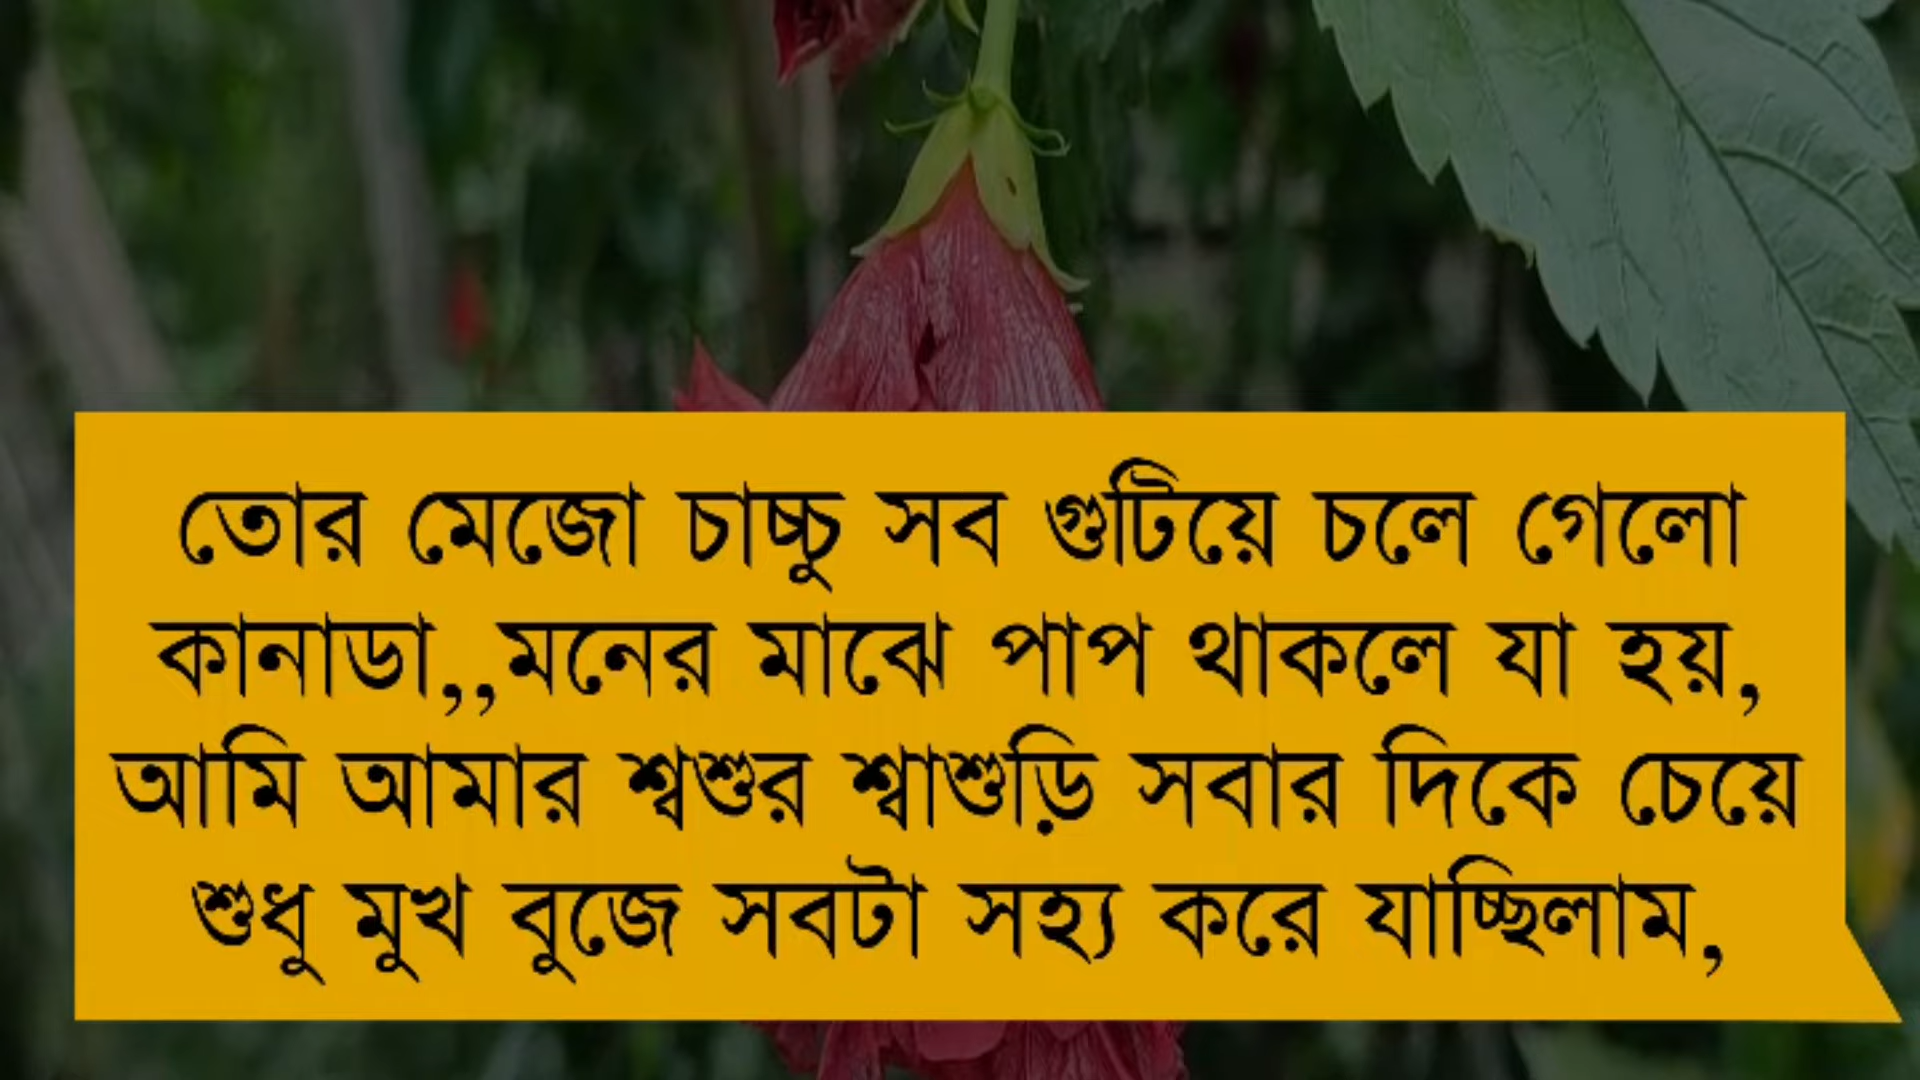 তোর মেজো চাচ্চু সব গুটিয়ে চলে গেলো
কানাডা,,মনের মাঝে পাপ থাকলে যা হয়,
আমি আমার শ্বশুর শ্বাশুড়ি সবার দিকে চেয়ে
শুধু মুখ বুজে সবটা সহ্য করে যাচ্ছিলাম,